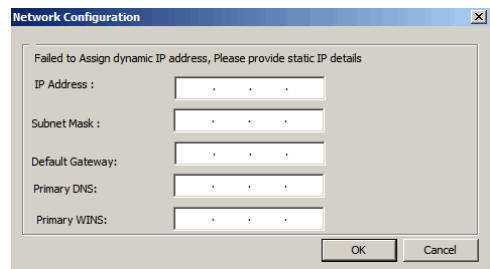 Network Configuration
Failed to Assign dynamic IP address, Please provide static IP details
IP Address :
Subnet Mask :
Default Gateway:
Primary DNS:
Primary WINS:
OK Cancel